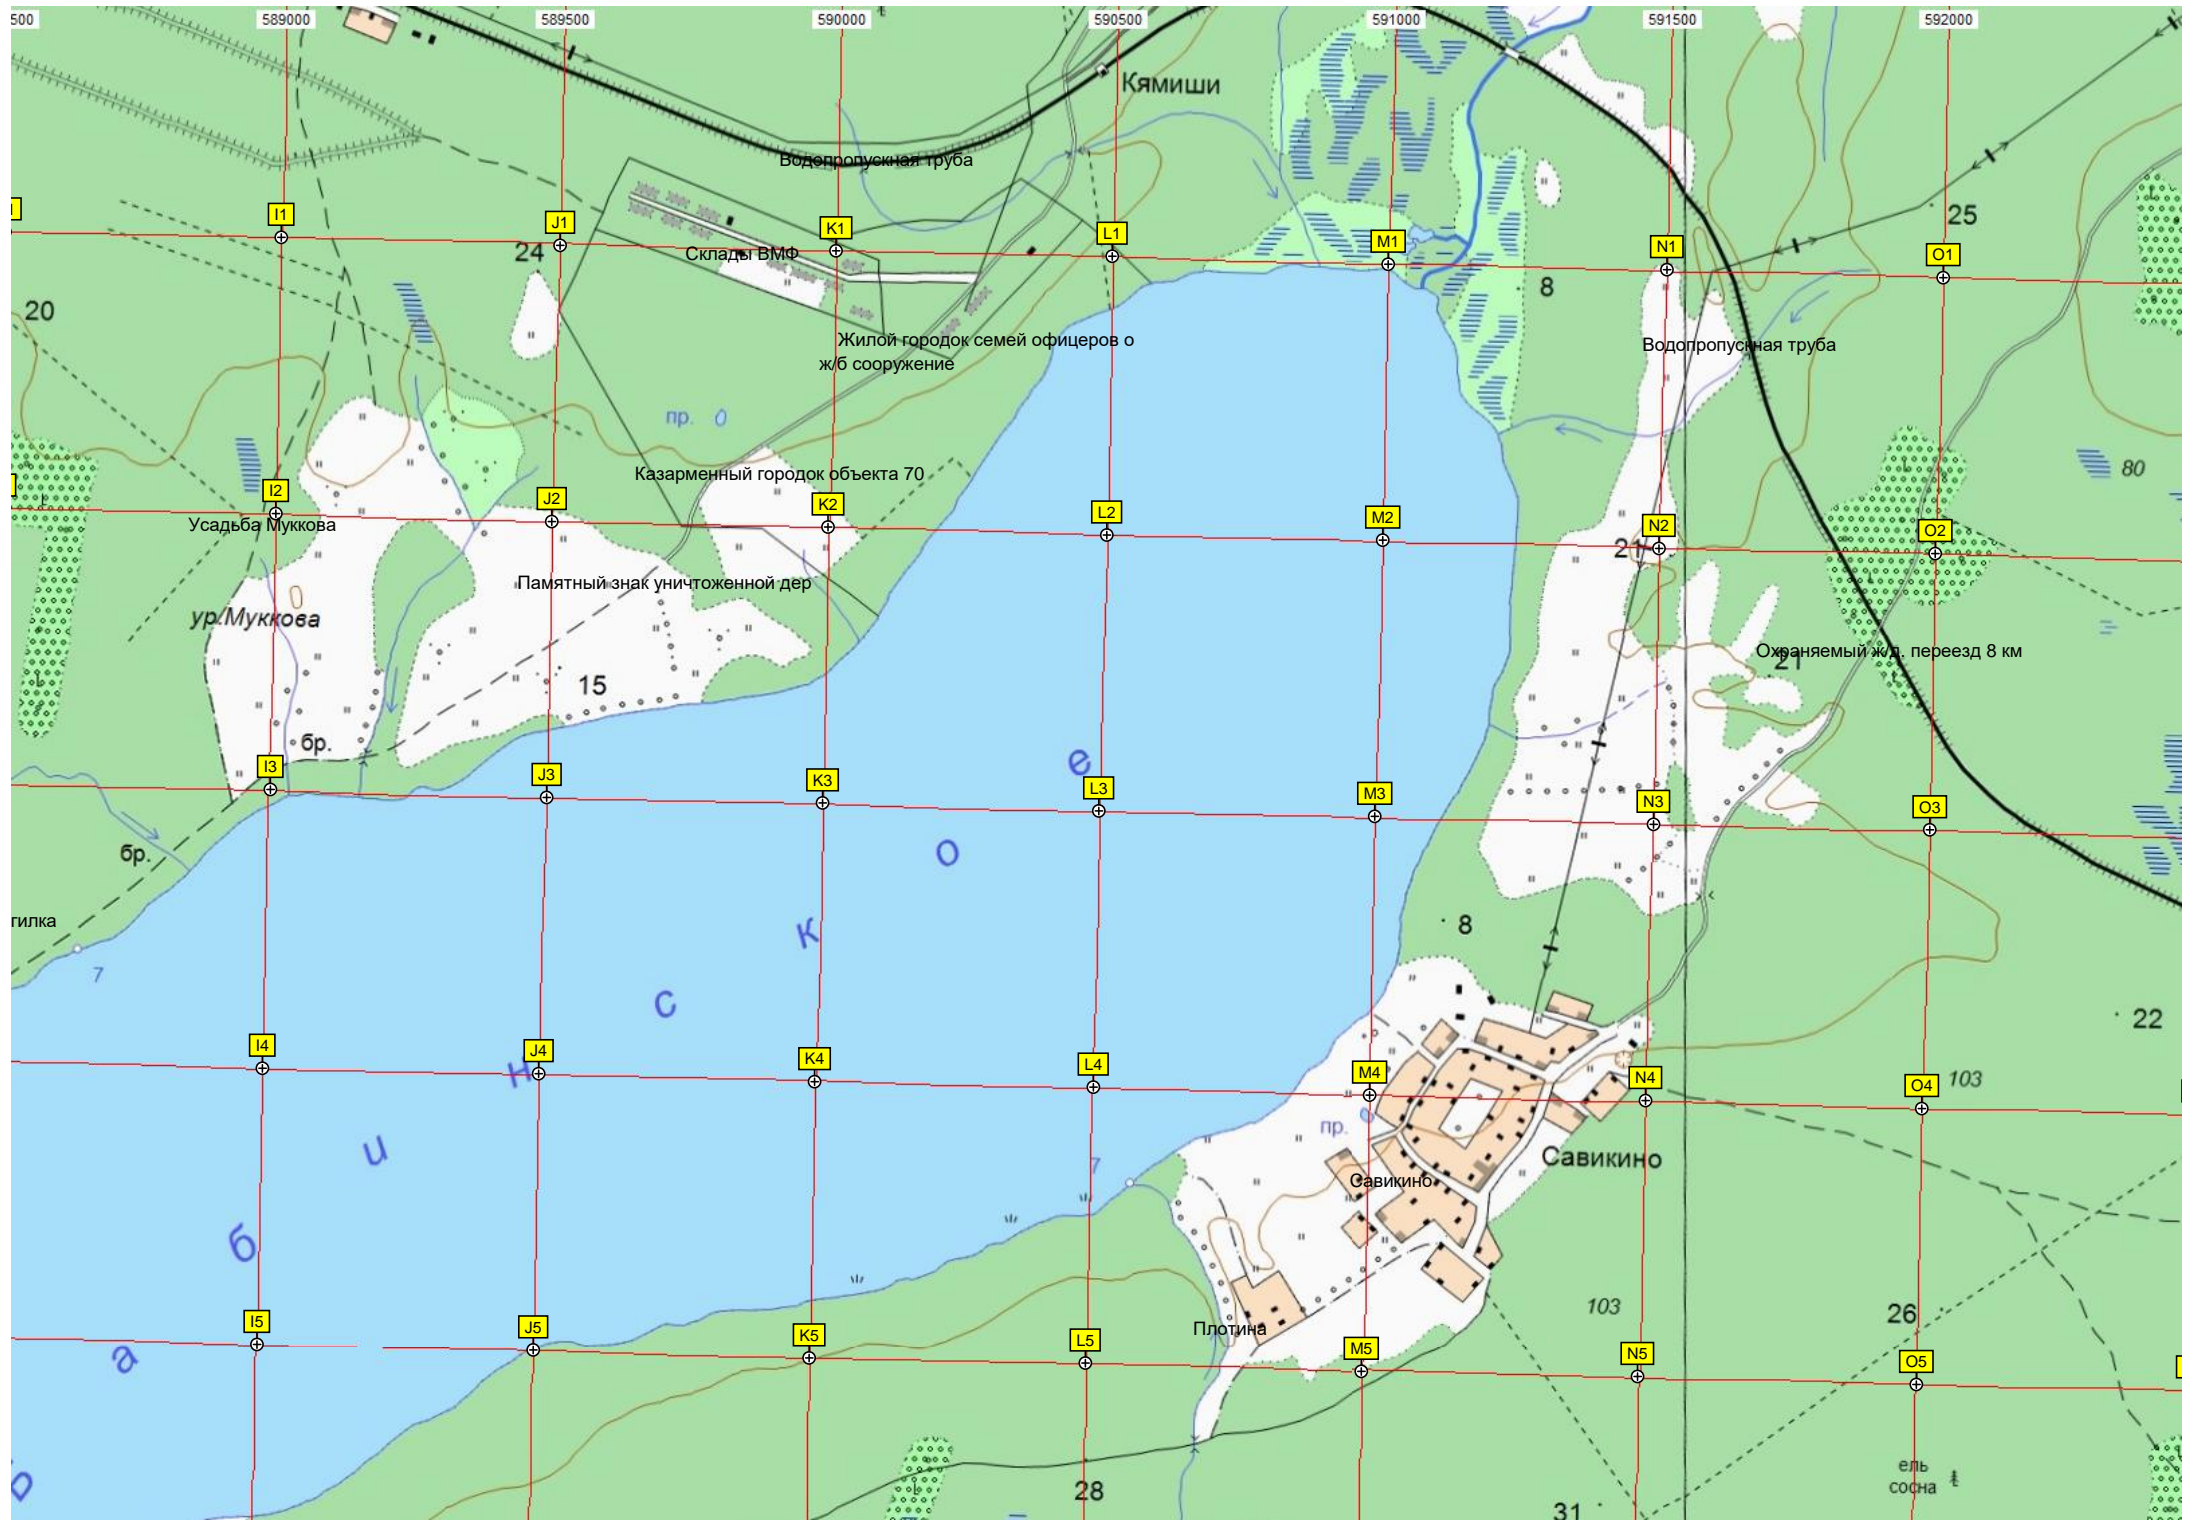 500 589000 589500 590000 590500 591000 591500 592000
Кямиши
Водопропускная труба
I1 J1 K1 L1 M1 N1 O1
25
24
Склады ВМФ
8
20
Жилой городок семей офицеров о
ж/б сооружение
Водопропускная труба
пр.
80
Казарменный городок объекта 70
I2 J2 K2 L2 M2 N2 O2
Усадьба Муккова
21
Памятный знак уничтоженной дер
ур.Муккова
Охраняемый ж/д. переезд 8 км
21
15
бр.
е
I3 J3 K3 L3 M3 N3 O3
бр.
о
гилка
к
8
7
с
22
I4 J4 K4 L4 M4 N4 O4
н
103
пр.
и
7
Савикино
Савикино
б
103
26
Плотина
I5 J5 K5 L5 M5 N5 O5
а
ель
сосна
28
31